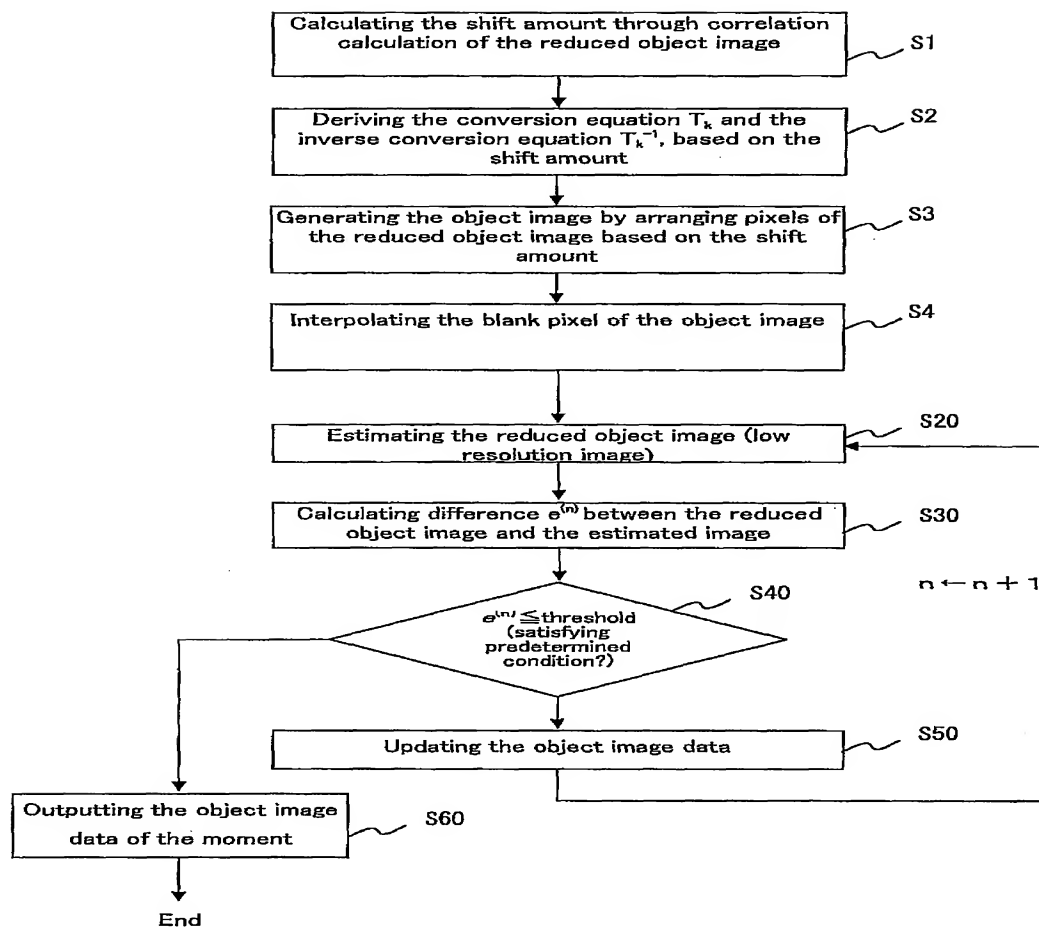 Calculating the shift amount through correlation
calculation of the reduced object image
S1
Deriving the conversion equation Tₖ and the
inverse conversion equation Tₖ⁻¹, based on the
shift amount
S2
Generating the object image by arranging pixels
of the reduced object image based on the shift
amount
S3
Interpolating the blank pixel of the object image
S4
Estimating the reduced object image (low
resolution image)
S20
Calculating difference e⁽ⁿ⁾ between the reduced
object image and the estimated image
S30
n ← n + 1
S40
e⁽ⁿ⁾ ≦threshold
(satisfying
predetermined
condition?)
Updating the object image data
S50
Outputting the object image
data of the moment
S60
End